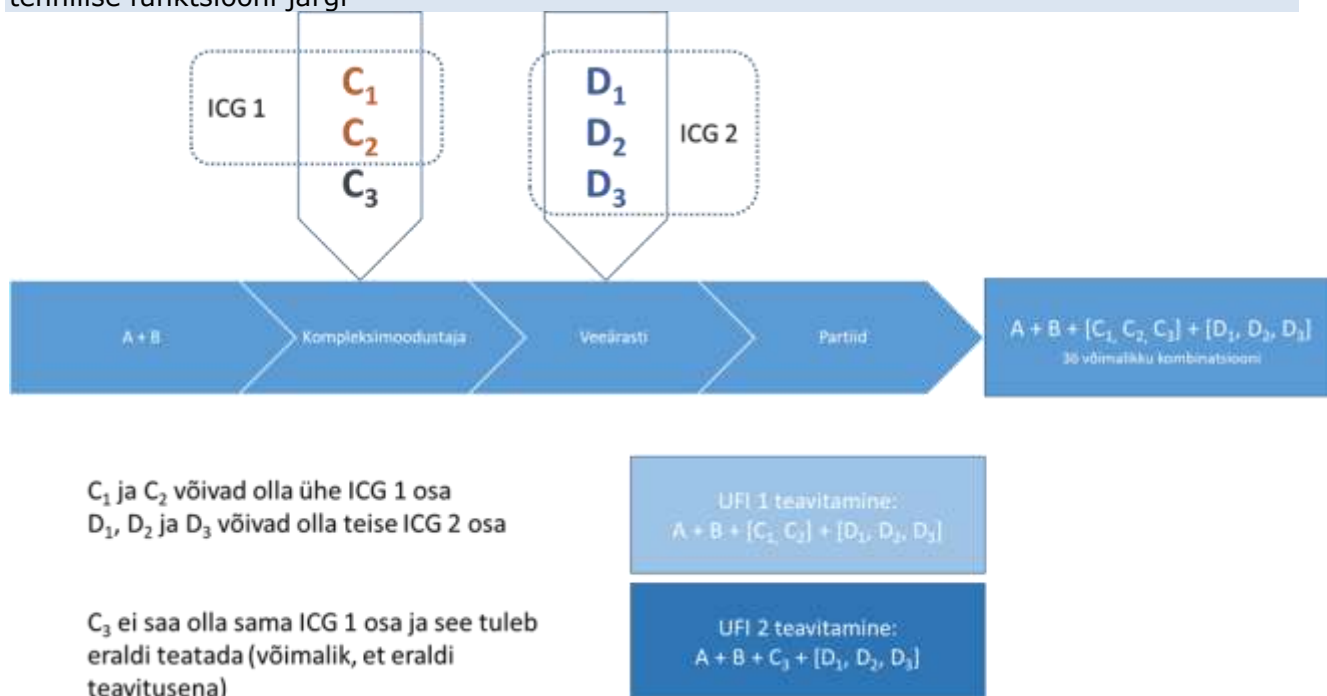 tehnilise funktsiooni järgi
ICG 1
C₁
C₂
C₃
D₁
D₂
D₃
ICG 2
A + B
Kompleksimoodustaja
Veeärasti
Partiid
A + B + [C₁, C₂, C₃] + [D₁, D₂, D₃]
36 võimalikku kombinatsiooni
C₁ ja C₂ võivad olla ühe ICG 1 osa
D₁, D₂ ja D₃ võivad olla teise ICG 2 osa
UFI 1 teavitamine:
A + B + [C₁, C₂] + [D₁, D₂, D₃]
C₃ ei saa olla sama ICG 1 osa ja see tuleb
eraldi teatada (võimalik, et eraldi
teavitusena)
UFI 2 teavitamine:
A + B + C₃ + [D₁, D₂, D₃]